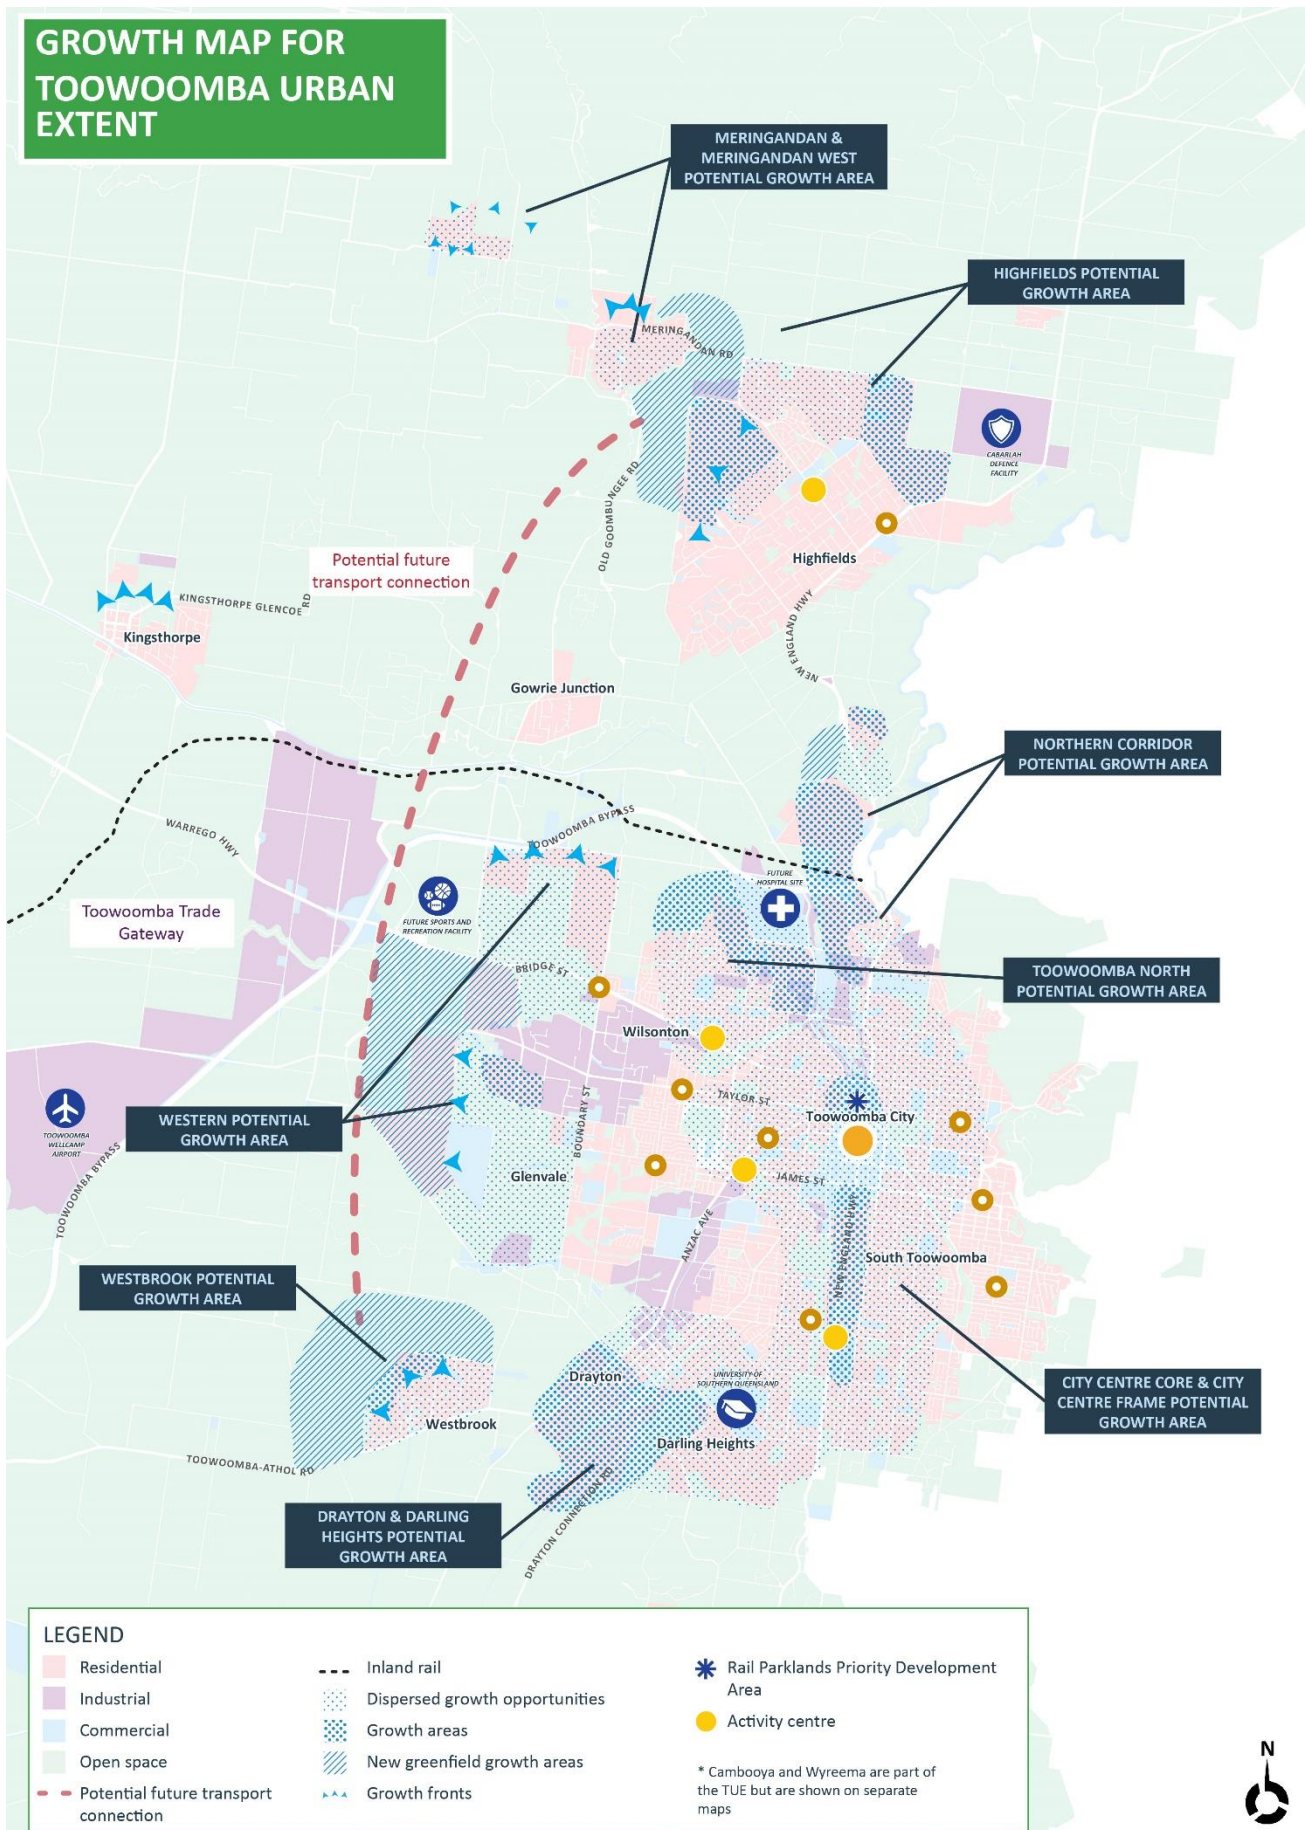 GROWTH MAP FOR
TOOWOOMBA URBAN
EXTENT
MERINGANDAN &
MERINGANDAN WEST
POTENTIAL GROWTH AREA
HIGHFIELDS POTENTIAL
GROWTH AREA
MERINGANDAN RD
CABARLAH
DEFENCE
FACILITY
OLD GOOMBUNGEE RD
Highfields
Potential future
transport connection
KINGSTHORPE GLENCOE RD
Kingsthorpe
NEW ENGLAND HWY
Gowrie Junction
NORTHERN CORRIDOR
POTENTIAL GROWTH AREA
WARREGO HWY
TOOWOOMBA BYPASS
FUTURE
HOSPITAL SITE
Toowoomba Trade
Gateway
FUTURE SPORTS AND
RECREATION FACILITY
BRIDGE ST
TOOWOOMBA NORTH
POTENTIAL GROWTH AREA
Wilsonton
TAYLOR ST
Toowoomba City
BOUNDARY ST
WESTERN POTENTIAL
GROWTH AREA
TOOWOOMBA
WELLCAMP
AIRPORT
TOOWOOMBA BYPASS
Glenvale
JAMES ST
ANZAC AVE
NEW ENGLAND HWY
South Toowoomba
WESTBROOK POTENTIAL
GROWTH AREA
Drayton
UNIVERSITY OF
SOUTHERN QUEENSLAND
CITY CENTRE CORE & CITY
CENTRE FRAME POTENTIAL
GROWTH AREA
Westbrook
Darling Heights
TOOWOOMBA-ATHOL RD
DRAYTON CONNECTION RD
DRAYTON & DARLING
HEIGHTS POTENTIAL
GROWTH AREA
LEGEND
Residential
Industrial
Commercial
Open space
Potential future transport
connection
Inland rail
Dispersed growth opportunities
Growth areas
New greenfield growth areas
Growth fronts
Rail Parklands Priority Development
Area
Activity centre
* Cambooya and Wyreema are part of
the TUE but are shown on separate
maps
N